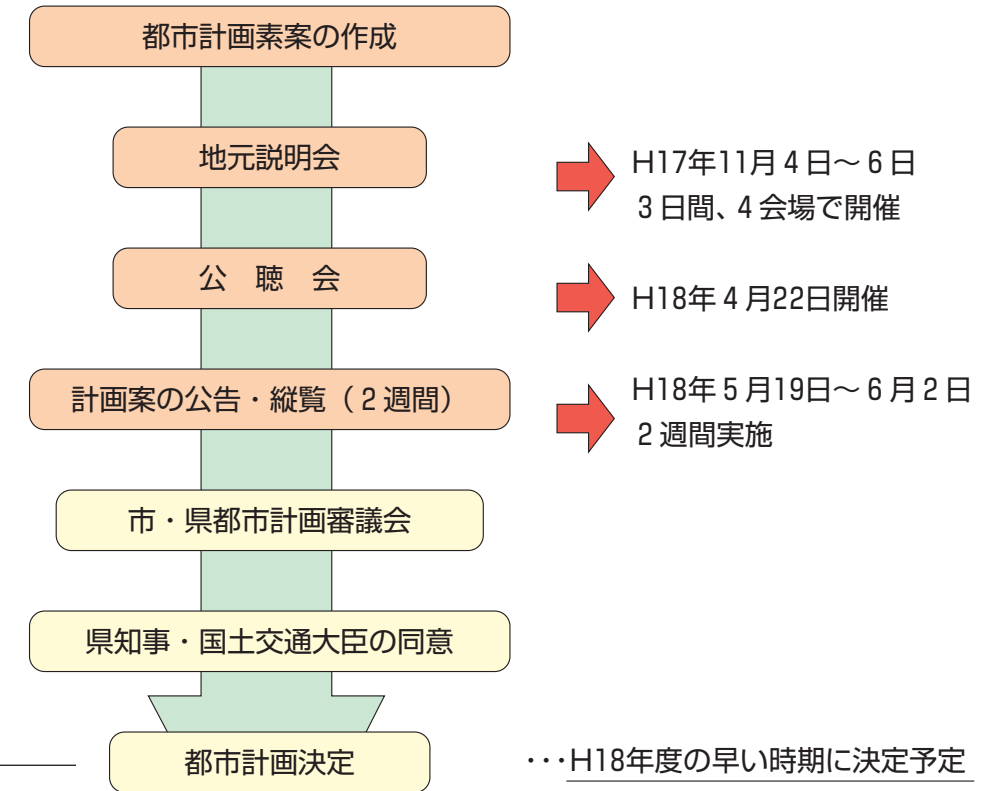 都市計画素案の作成
地元説明会
H17年11月4日～6日
3日間、4会場で開催
公　聴　会
H18年4月22日開催
計画案の公告・縦覧（2週間）
H18年5月19日～6月2日
2週間実施
市・県都市計画審議会
県知事・国土交通大臣の同意
都市計画決定
･･･H18年度の早い時期に決定予定